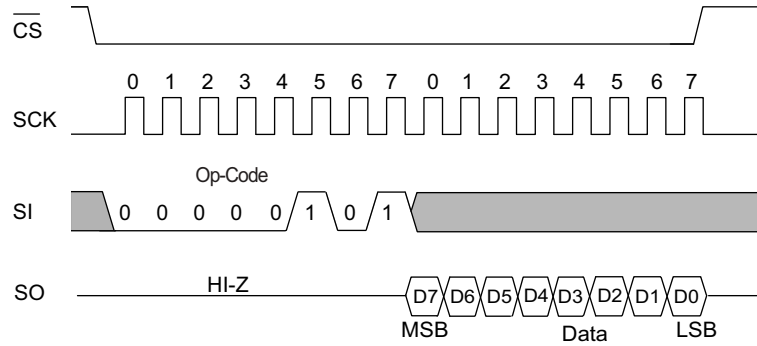 CS
0 1 2 3 4 5 6 7 0 1 2 3 4 5 6 7
SCK
Op-Code
SI 0 0 0 0 0 1 0 1
HI-Z
SO D7 D6 D5 D4 D3 D2 D1 D0
MSB Data LSB